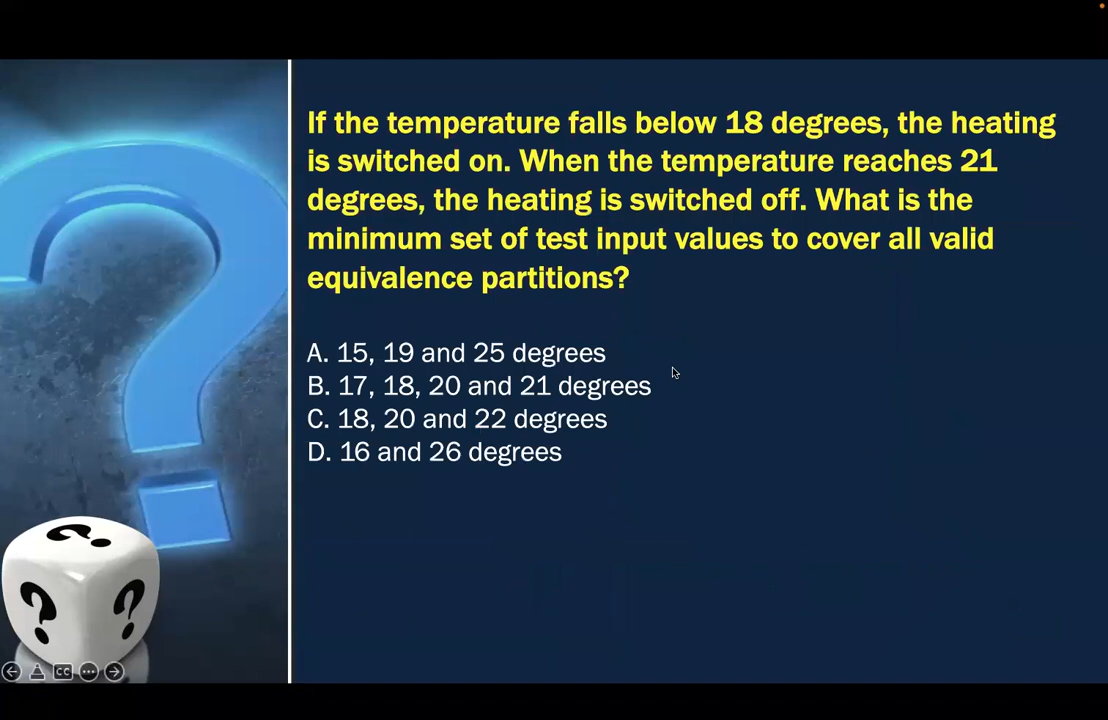 If the temperature falls below 18 degrees, the heating
is switched on. When the temperature reaches 21
degrees, the heating is switched off. What is the
minimum set of test input values to cover all valid
equivalence partitions?
A. 15, 19 and 25 degrees
B. 17, 18, 20 and 21 degrees
C. 18, 20 and 22 degrees
D. 16 and 26 degrees
? ? ?
CC